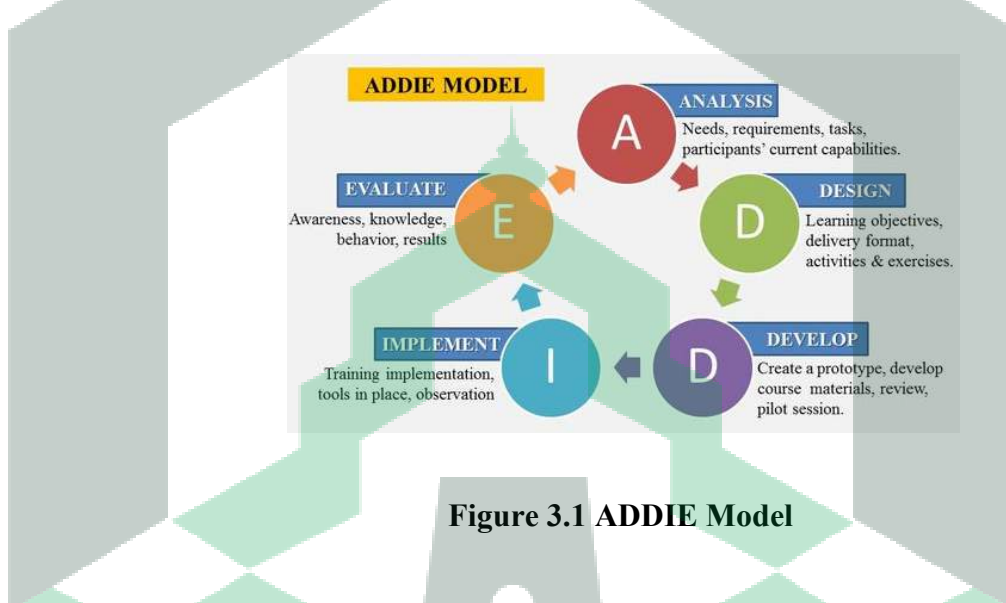 ADDIE MODEL
A
ANALYSIS
Needs, requirements, tasks,
participants' current capabilities.
D
DESIGN
Learning objectives,
delivery format,
activities & exercises.
D
DEVELOP
Create a prototype, develop
course materials, review,
pilot session.
I
IMPLEMENT
Training implementation,
tools in place, observation
E
EVALUATE
Awareness, knowledge,
behavior, results
Figure 3.1 ADDIE Model